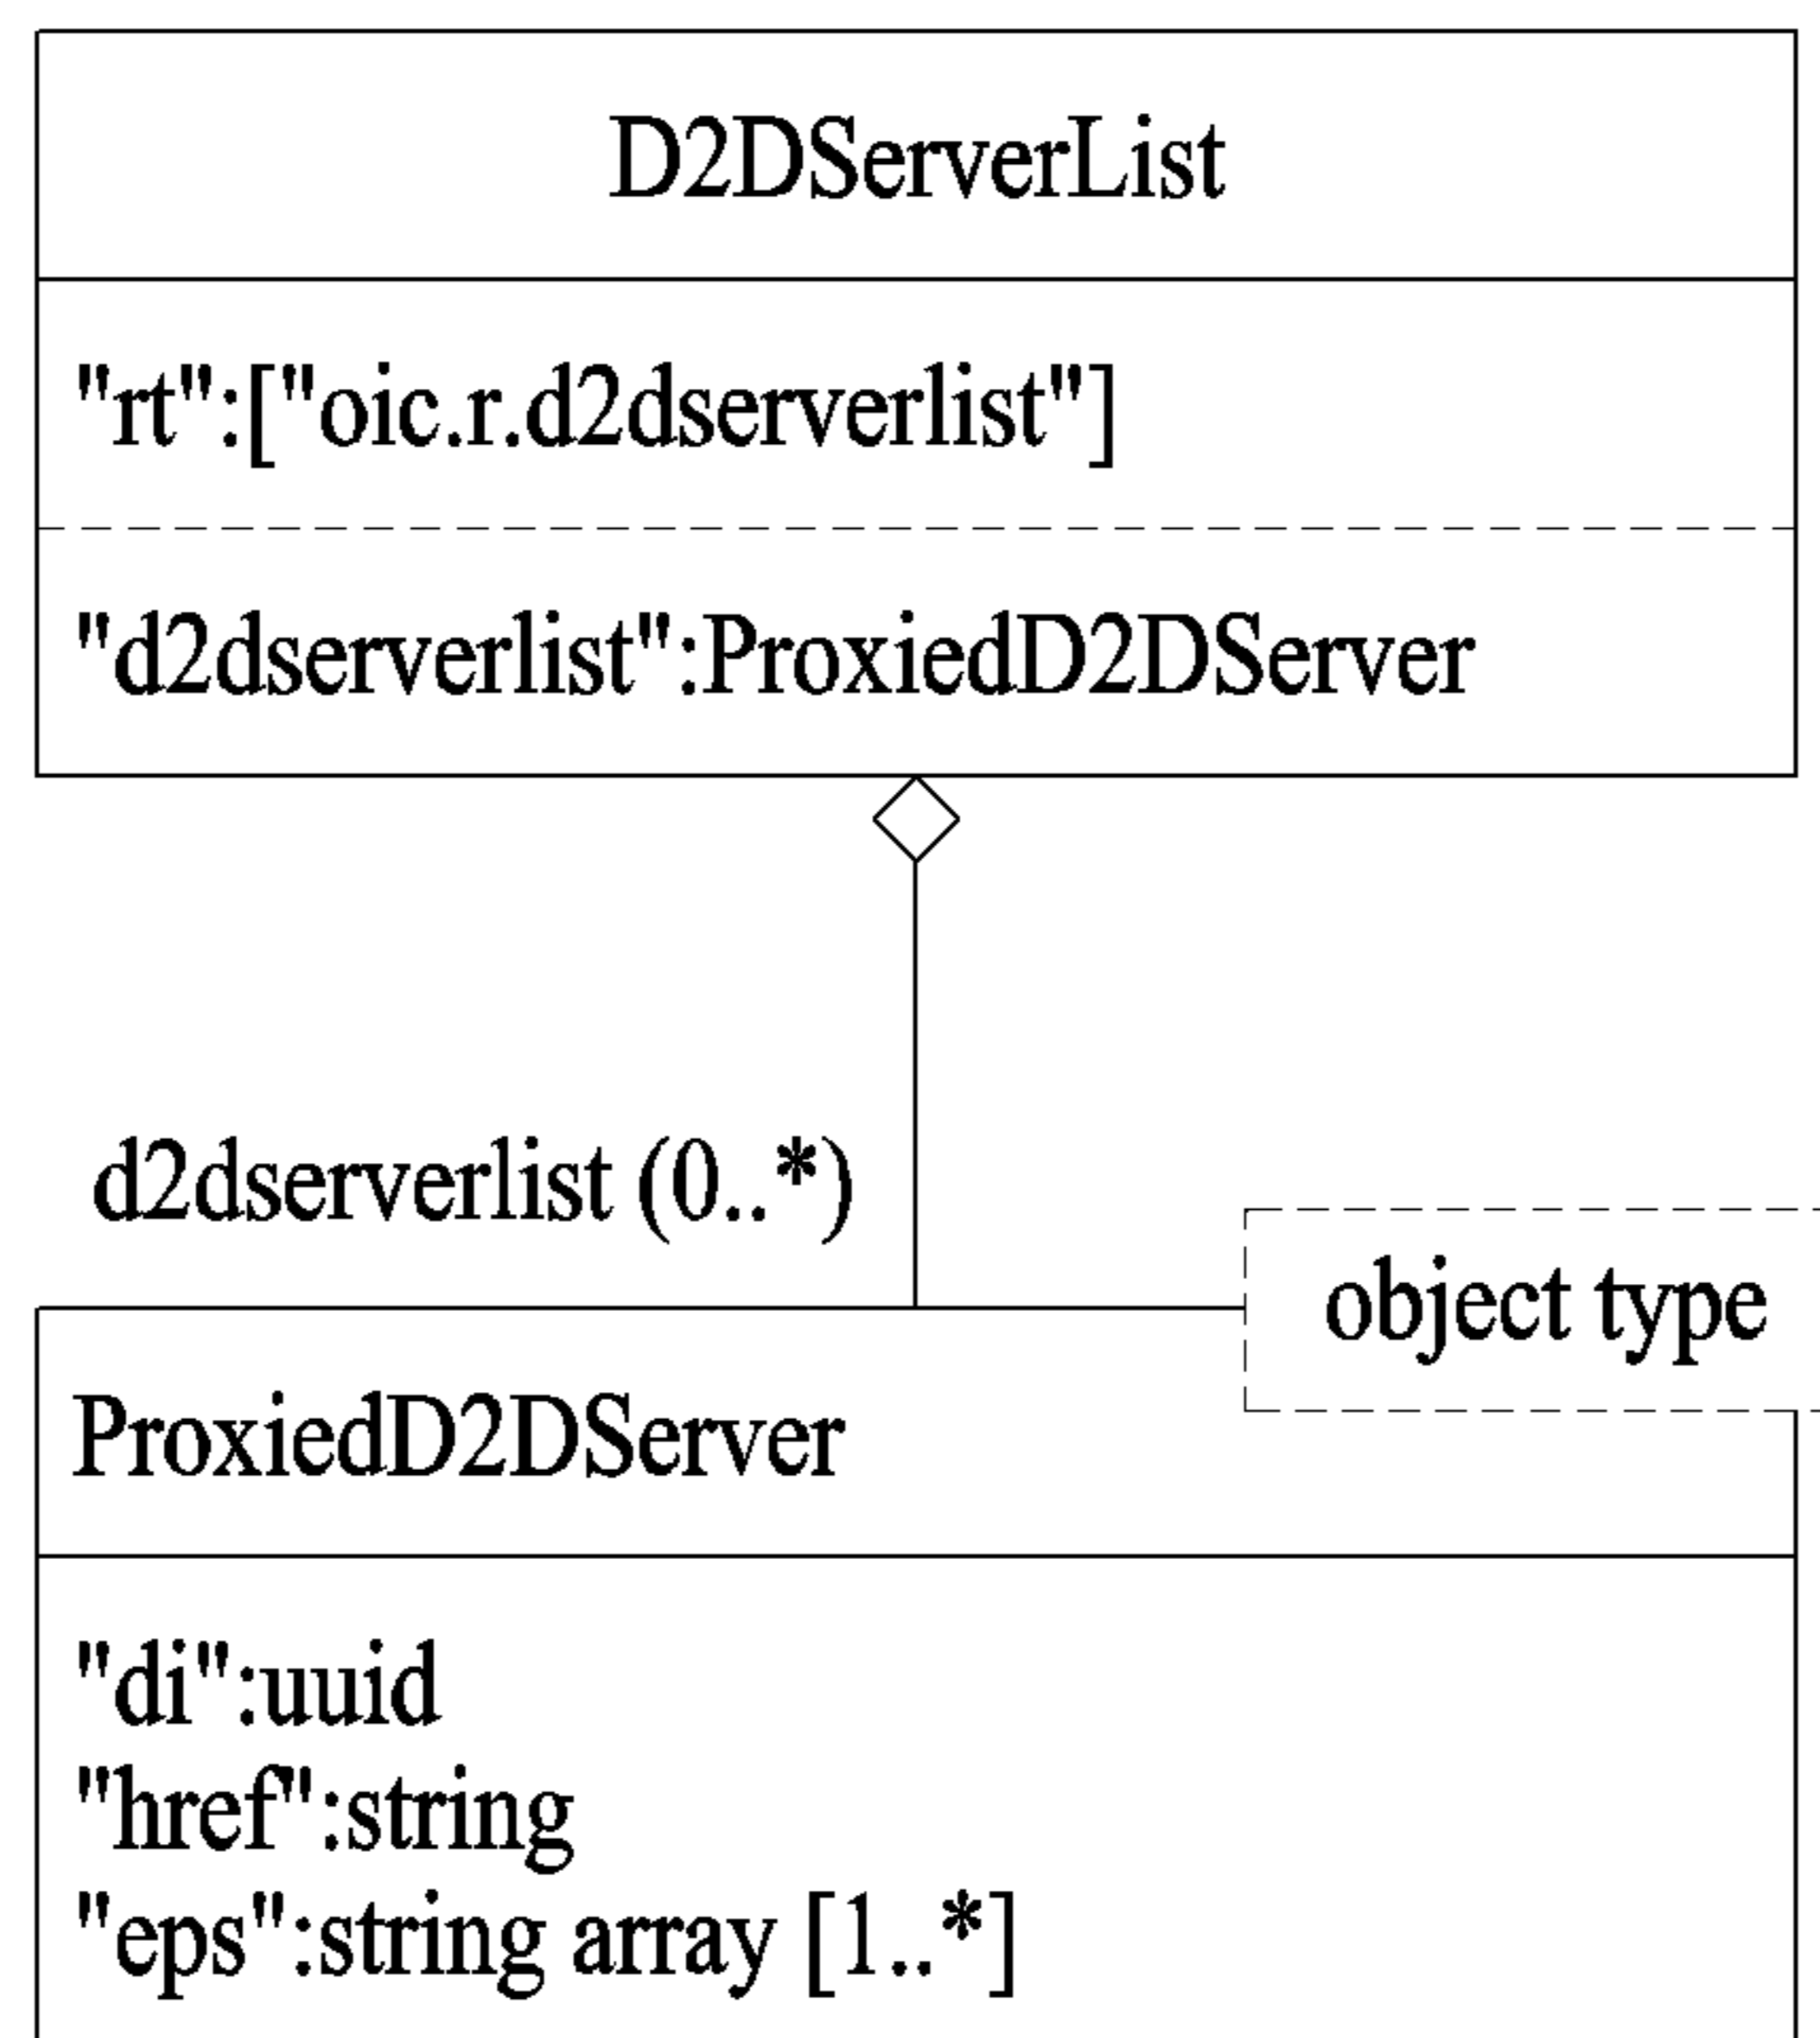 D2DServerList
"rt":["oic.r.d2dserverlist"]
"d2dserverlist":ProxiedD2DServer
d2dserverlist (0..*)
object type
ProxiedD2DServer
"di":uuid
"href":string
"eps":string array [1..*]